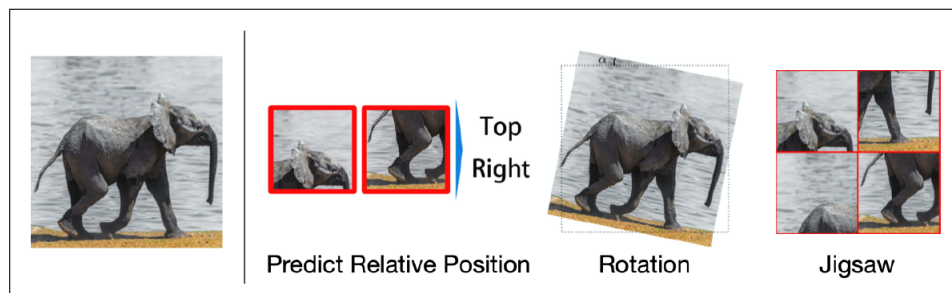 α
Top
Right
Predict Relative Position
Rotation
Jigsaw